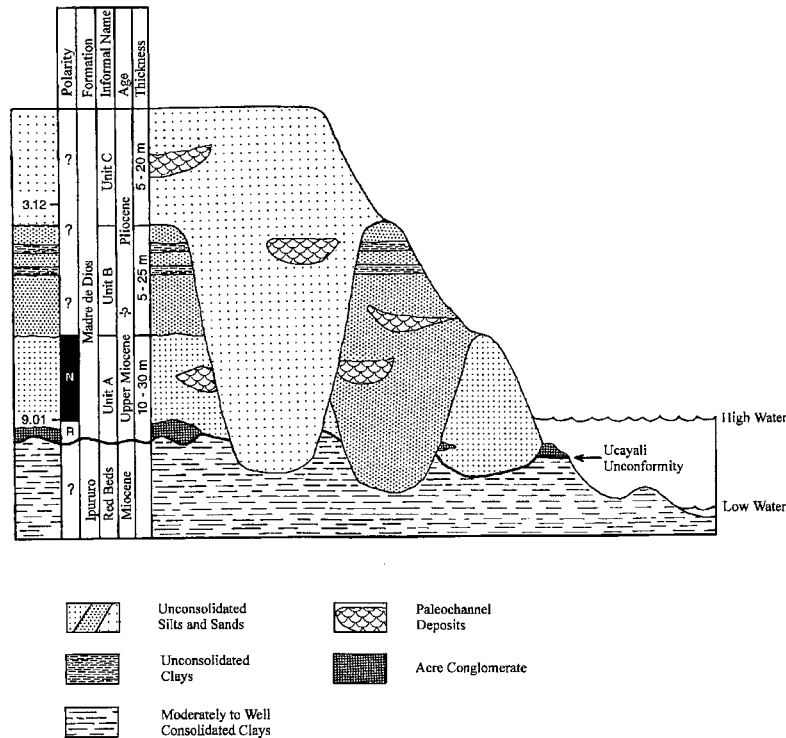 Polarity
Formation
Informal Name
Age
Thickness
?
?
?
N
R
?
3.12
9.01
Madre de Dios
Ipururo
Unit C
Unit B
Unit A
Red Beds
Pliocene
-?-
Upper Miocene
Miocene
5 - 20 m
5 - 25 m
10 - 30 m
High Water
Ucayali
Unconformity
Low Water
Unconsolidated
Silts and Sands
Paleochannel
Deposits
Unconsolidated
Clays
Acre Conglomerate
Moderately to Well
Consolidated Clays